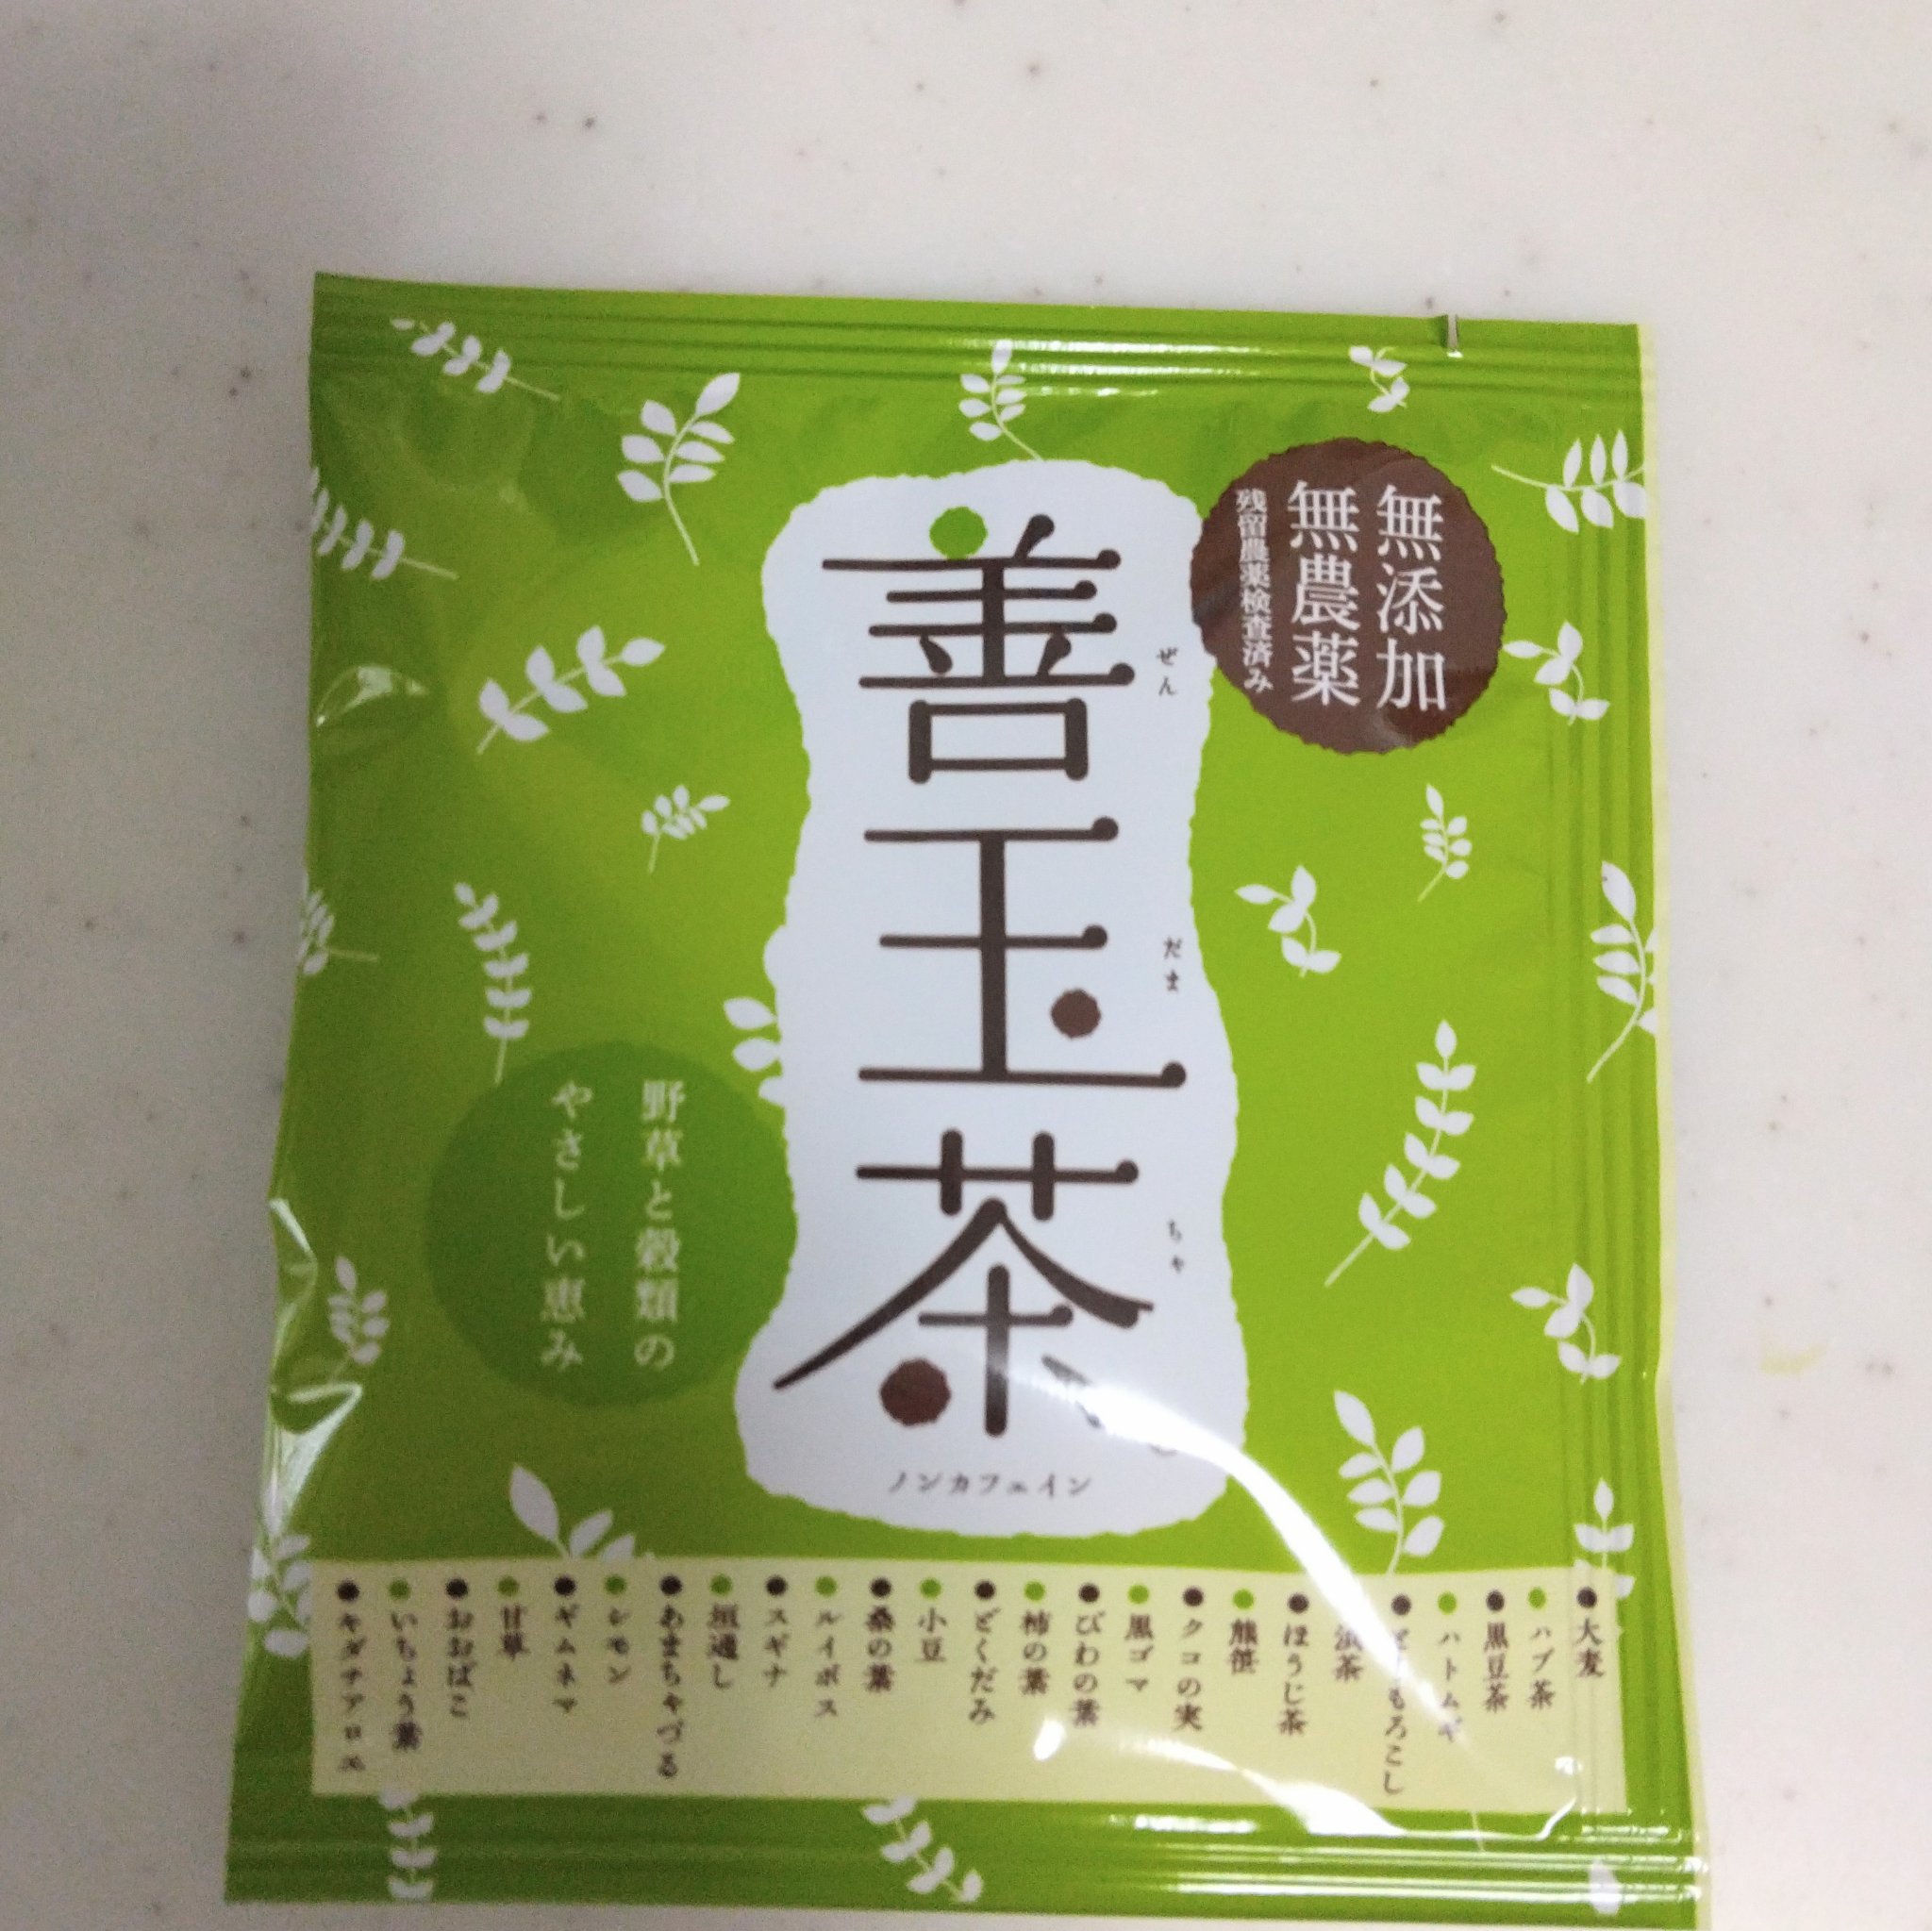 無添加
無農薬
残留農薬検査済み
善玉茶
ぜん
だま
ちゃ
ノンカフェイン
野草と穀類の
やさしい恵み
●大麦
●ハブ茶
●黒豆茶
●ハトムギ
●とうもろこし
浜茶
●ほうじ茶
●熊笹
●クコの実
●黒ゴマ
●びわの葉
●柿の葉
●どくだみ
●小豆
●桑の葉
●ルイボス
●スギナ
●垣通し
●あまちゃづる
●レモン
●ギムネマ
●甘草
●おおばこ
●いちょう葉
●キダチアロエ